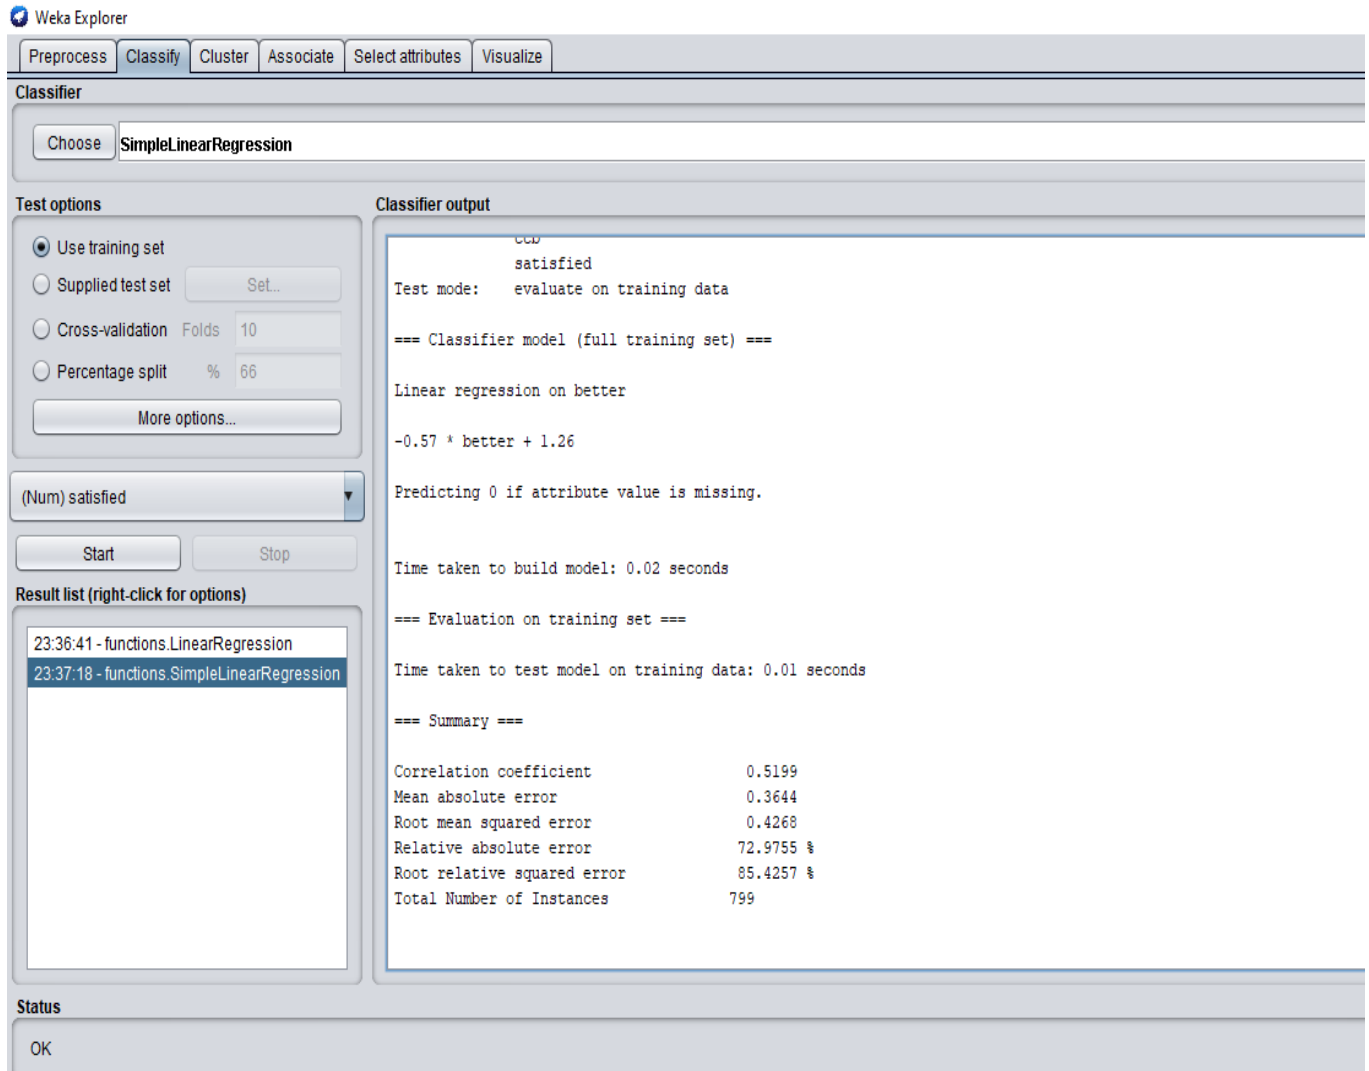 Weka Explorer
Preprocess Classify Cluster Associate Select attributes Visualize
Classifier
Choose SimpleLinearRegression
Test options
Use training set
Supplied test set Set...
Cross-validation Folds 10
Percentage split % 66
More options...
(Num) satisfied
Start Stop
Result list (right-click for options)
23:36:41 - functions.LinearRegression
23:37:18 - functions.SimpleLinearRegression
Classifier output
satisfied
Test mode: evaluate on training data
=== Classifier model (full training set) ===
Linear regression on better
-0.57 * better + 1.26
Predicting 0 if attribute value is missing.
Time taken to build model: 0.02 seconds
=== Evaluation on training set ===
Time taken to test model on training data: 0.01 seconds
=== Summary ===
Correlation coefficient 0.5199
Mean absolute error 0.3644
Root mean squared error 0.4268
Relative absolute error 72.9755 %
Root relative squared error 85.4257 %
Total Number of Instances 799
Status
OK